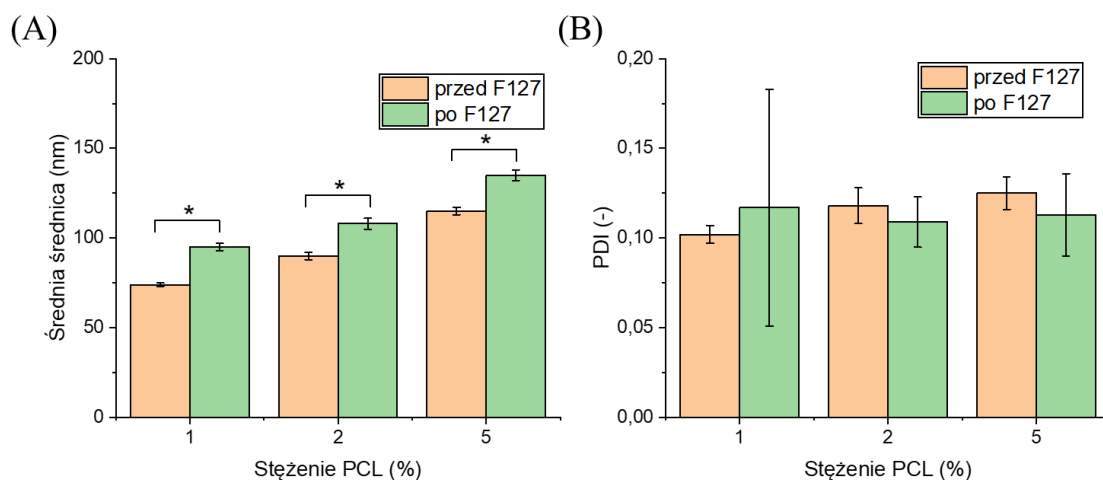 (A)
200
150
100
50
0
Średnia średnica (nm)
przed F127
po F127
*
*
*
1
2
5
Stężenie PCL (%)
(B)
0,20
0,15
0,10
0,05
0,00
PDI (-)
przed F127
po F127
1
2
5
Stężenie PCL (%)